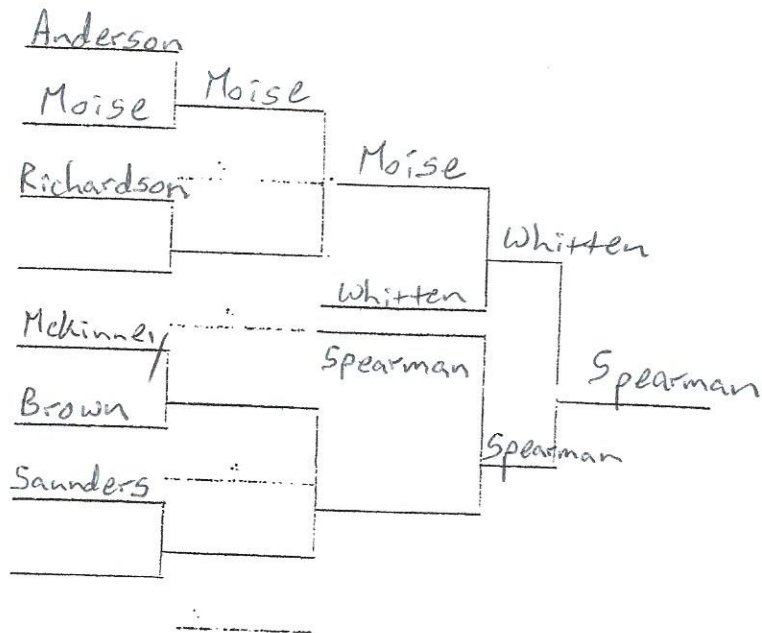 Anderson
Moise
Moise
Richardson
Moise
Whitten
Whitten
McKinney
Spearman
Brown
Spearman
Spearman
Saunders